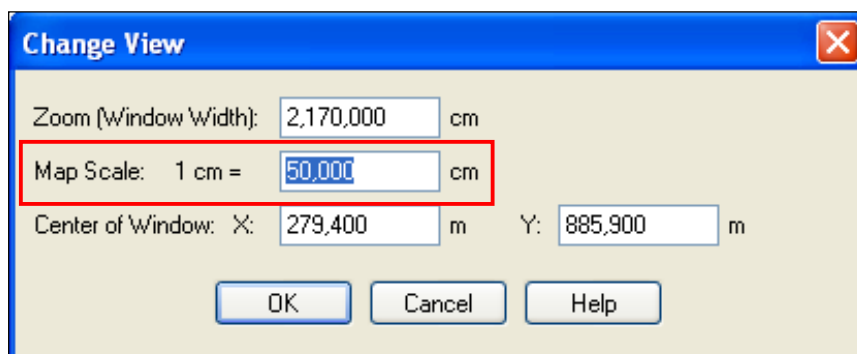 Change View
Zoom (Window Width): 2,170,000 cm
Map Scale: 1 cm = 50,000 cm
Center of Window: X: 279,400 m Y: 885,900 m
OK Cancel Help